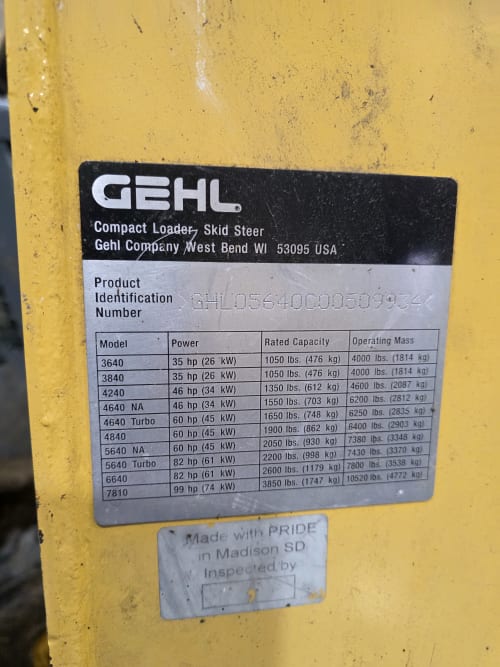 GEHL
Compact Loader, Skid Steer
Gehl Company West Bend WI 53095 USA
Product
Identification
Number
GHL05640C00509934
Model Power Rated Capacity Operating Mass
3640 35 hp (26 kW) 1050 lbs. (476 kg) 4000 lbs. (1814 kg)
3840 35 hp (26 kW) 1050 lbs. (476 kg) 4000 lbs. (1814 kg)
4240 46 hp (34 kW) 1350 lbs. (612 kg) 4600 lbs. (2087 kg)
4640 NA 46 hp (34 kW) 1550 lbs. (703 kg) 6200 lbs. (2812 kg)
4640 Turbo 60 hp (45 kW) 1650 lbs. (748 kg) 6250 lbs. (2835 kg)
4840 60 hp (45 kW) 1900 lbs. (862 kg) 6400 lbs. (2903 kg)
5640 NA 60 hp (45 kW) 2050 lbs. (930 kg) 7380 lbs. (3348 kg)
5640 Turbo 82 hp (61 kW) 2200 lbs. (998 kg) 7430 lbs. (3370 kg)
6640 82 hp (61 kW) 2600 lbs. (1179 kg) 7800 lbs. (3538 kg)
7810 99 hp (74 kW) 3850 lbs. (1747 kg) 10520 lbs. (4772 kg)
Made with PRIDE
in Madison SD
Inspected by